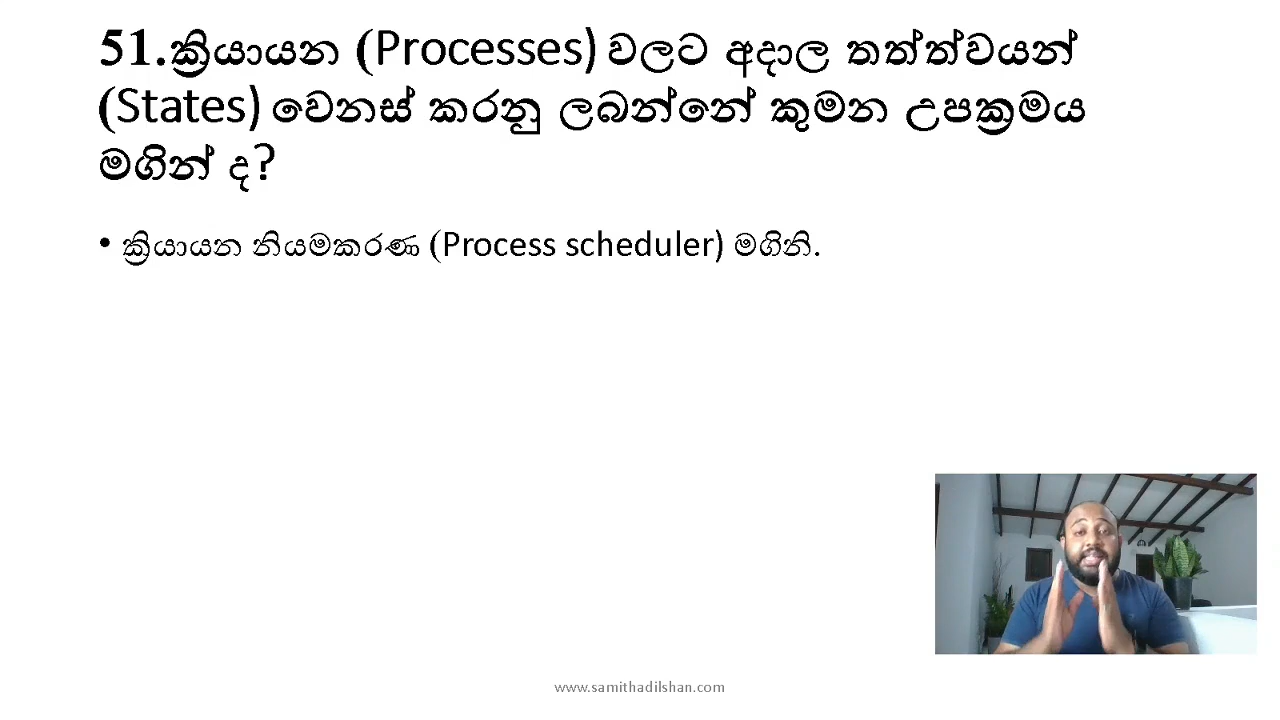 51.ක්‍රියායන (Processes) වලට අදාල තත්ත්වයන්
(States) වෙනස් කරනු ලබන්නේ කුමන උපක්‍රමය
මගින් ද?
• ක්‍රියායන නියමකරණ (Process scheduler) මගිනි.
www.samithadilshan.com